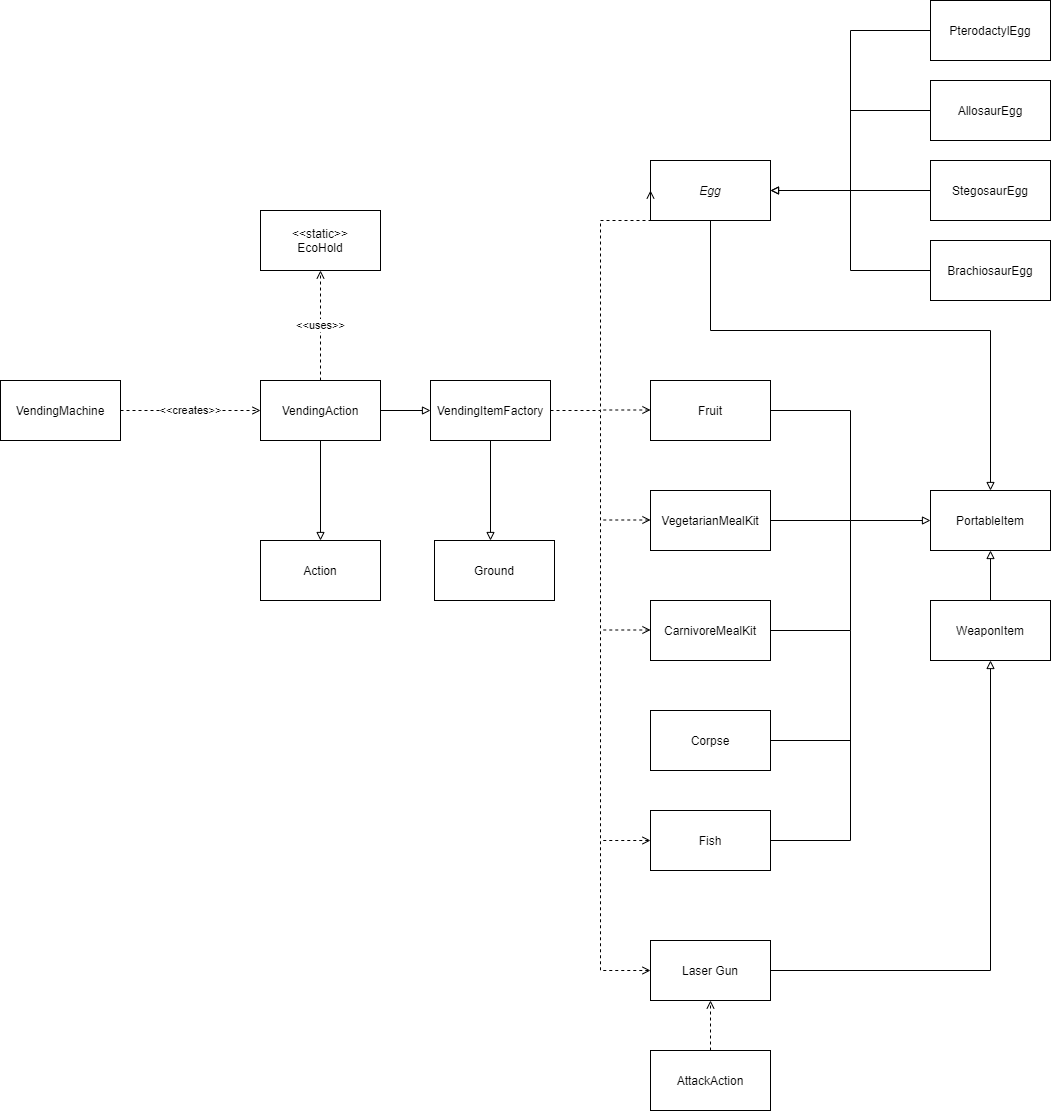 PterodactylEgg
AllosaurEgg
Egg
StegosaurEgg
<<static>>
EcoHold
BrachiosaurEgg
<<uses>>
VendingMachine
<<creates>>
VendingAction
VendingItemFactory
Fruit
VegetarianMealKit
PortableItem
Action
Ground
CarnivoreMealKit
WeaponItem
Corpse
Fish
Laser Gun
AttackAction